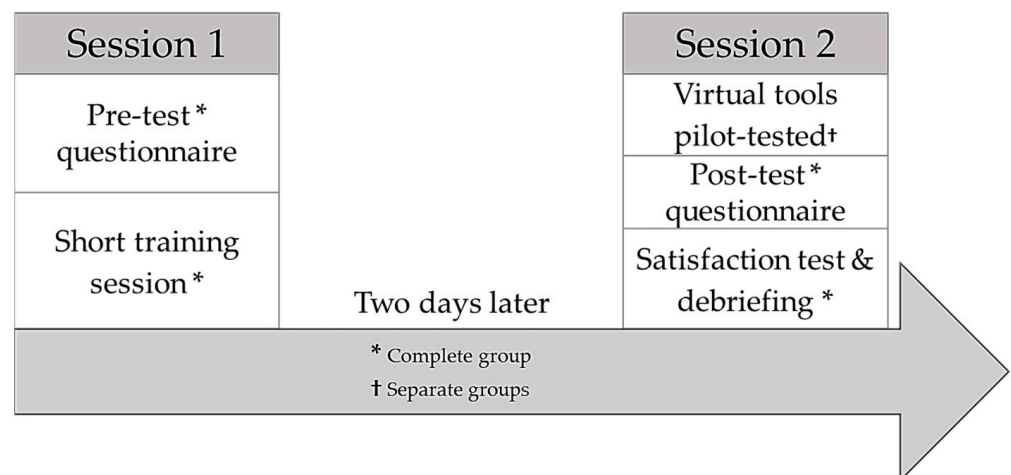 Session 1
Pre-test *
questionnaire
Short training
session *
Two days later
Session 2
Virtual tools
pilot-tested†
Post-test *
questionnaire
Satisfaction test &
debriefing *
* Complete group
† Separate groups